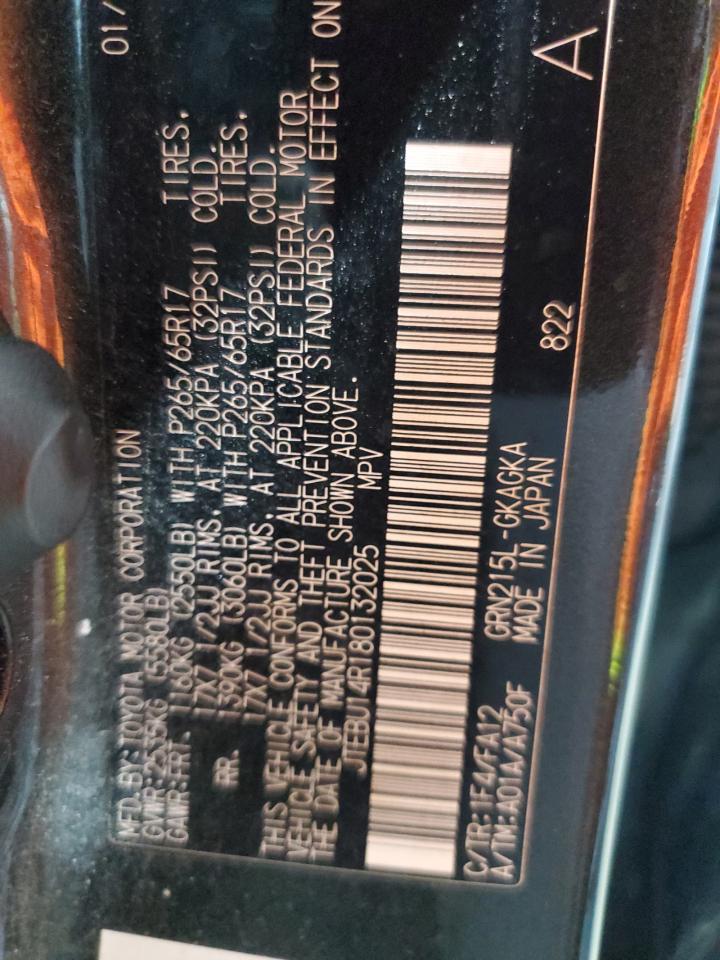 MFD.BY:TOYOTA MOTOR CORPORATION 01/
GVWR:2535KG (5580LB)
GAWR:FRT. 1160KG (2550LB) WITH P265/65R17 TIRES,
17X7 1/2JJ RIMS, AT 220KPA (32PSI) COLD.
RR. 1390KG (3060LB) WITH P265/65R17 TIRES,
17X7 1/2JJ RIMS, AT 220KPA (32PSI) COLD.
THIS VEHICLE CONFORMS TO ALL APPLICABLE FEDERAL MOTOR
VEHICLE SAFETY AND THEFT PREVENTION STANDARDS IN EFFECT ON
THE DATE OF MANUFACTURE SHOWN ABOVE.
JTEBU14R180132025 MPV
C/TR:1F4/FA12 GRN215L-GKAGKA 822 A
A/TM:A01A/A750F MADE IN JAPAN